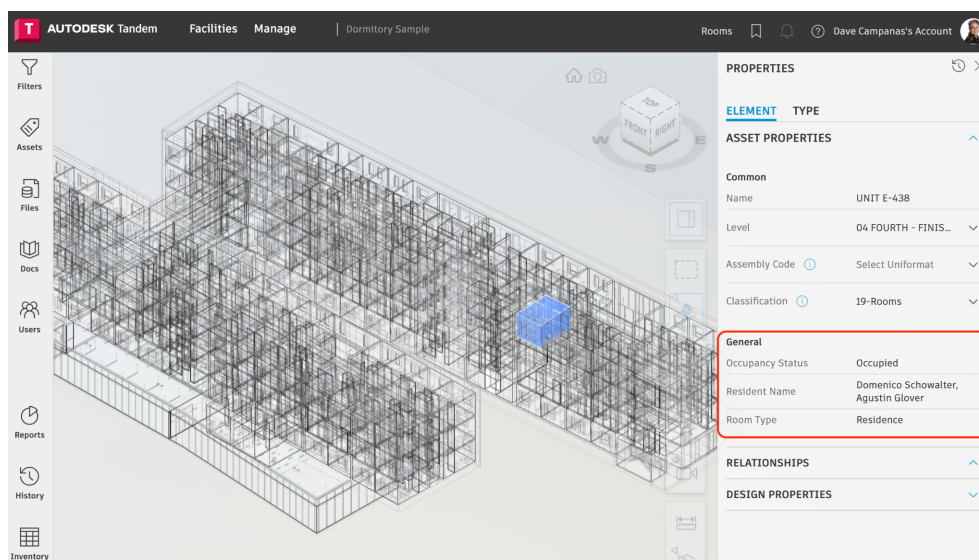 T AUTODESK Tandem Facilities Manage Dormitory Sample Rooms Dave Campanas's Account
Filters
Assets
Files
Docs
Users
Reports
History
Inventory
TOP
FRONT RIGHT
W E
S
PROPERTIES
ELEMENT TYPE
ASSET PROPERTIES
Common
Name UNIT E-438
Level 04 FOURTH - FINIS...
Assembly Code Select Uniformat
Classification 19-Rooms
General
Occupancy Status Occupied
Resident Name Domenico Schowalter,
Agustin Glover
Room Type Residence
RELATIONSHIPS
DESIGN PROPERTIES